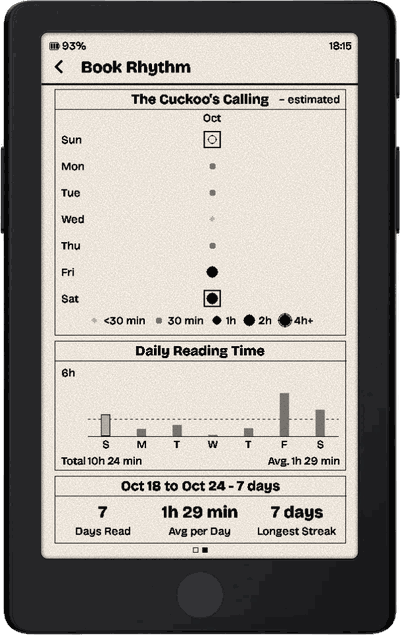 93% 18:15
Book Rhythm
The Cuckoo's Calling - estimated
Oct
Sun
Mon
Tue
Wed
Thu
Fri
Sat
<30 min 30 min 1h 2h 4h+
Daily Reading Time
6h
S M T W T F S
Total 10h 24 min Avg. 1h 29 min
Oct 18 to Oct 24 - 7 days
7 1h 29 min 7 days
Days Read Avg per Day Longest Streak